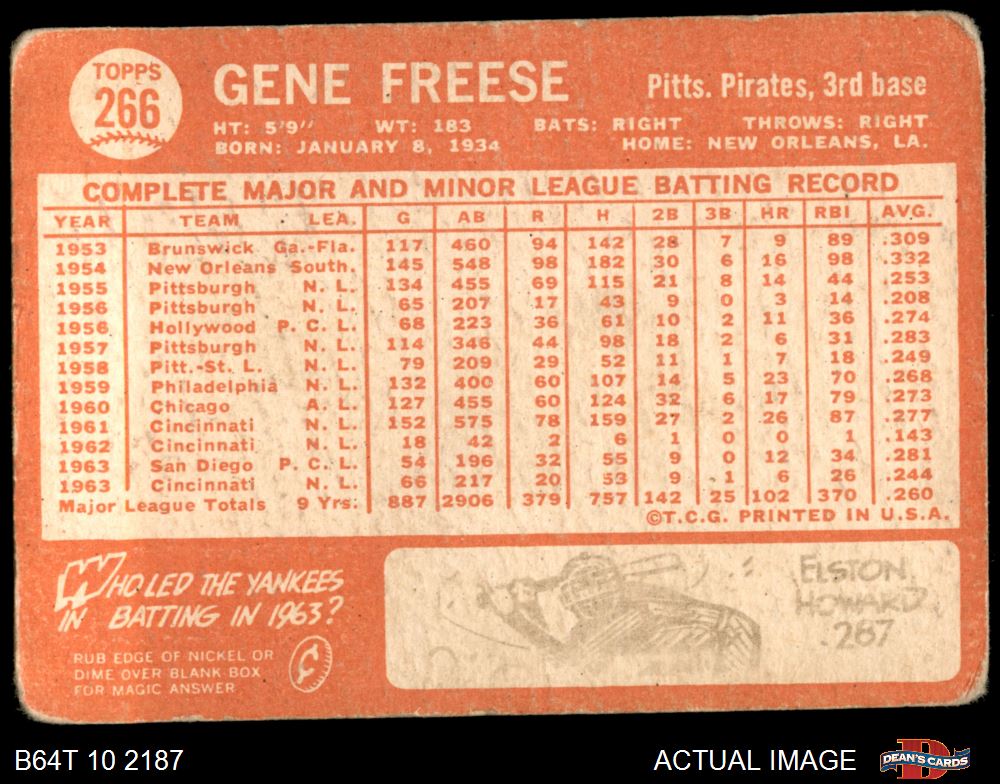 TOPPS
266
GENE FREESE
Pitts. Pirates, 3rd base
HT: 5'9" WT: 183 BATS: RIGHT THROWS: RIGHT
BORN: JANUARY 8, 1934 HOME: NEW ORLEANS, LA.
COMPLETE MAJOR AND MINOR LEAGUE BATTING RECORD
YEAR TEAM LEA. G AB R H 2B 3B HR RBI AVG.
1953 Brunswick Ga.-Fla. 117 460 94 142 28 7 9 89 .309
1954 New Orleans South. 145 548 98 182 30 6 16 98 .332
1955 Pittsburgh N. L. 134 455 69 115 21 8 14 44 .253
1956 Pittsburgh N. L. 65 207 17 43 9 0 3 14 .208
1956 Hollywood P. C. L. 68 223 36 61 10 2 11 36 .274
1957 Pittsburgh N. L. 114 346 44 98 18 2 6 31 .283
1958 Pitt.-St. L. N. L. 79 209 29 52 11 1 7 18 .249
1959 Philadelphia N. L. 132 400 60 107 14 5 23 70 .268
1960 Chicago A. L. 127 455 60 124 32 6 17 79 .273
1961 Cincinnati N. L. 152 575 78 159 27 2 26 87 .277
1962 Cincinnati N. L. 18 42 2 6 1 0 0 1 .143
1963 San Diego P. C. L. 54 196 32 55 9 0 12 34 .281
1963 Cincinnati N. L. 66 217 20 53 9 1 6 26 .244
Major League Totals 9 Yrs. 887 2906 379 757 142 25 102 370 .260
©T.C.G. PRINTED IN U.S.A.
WHO LED THE YANKEES
IN BATTING IN 1963?
RUB EDGE OF NICKEL OR
DIME OVER BLANK BOX
FOR MAGIC ANSWER
ELSTON
HOWARD
.287
B64T 10 2187
ACTUAL IMAGE
DEAN'S CARDS